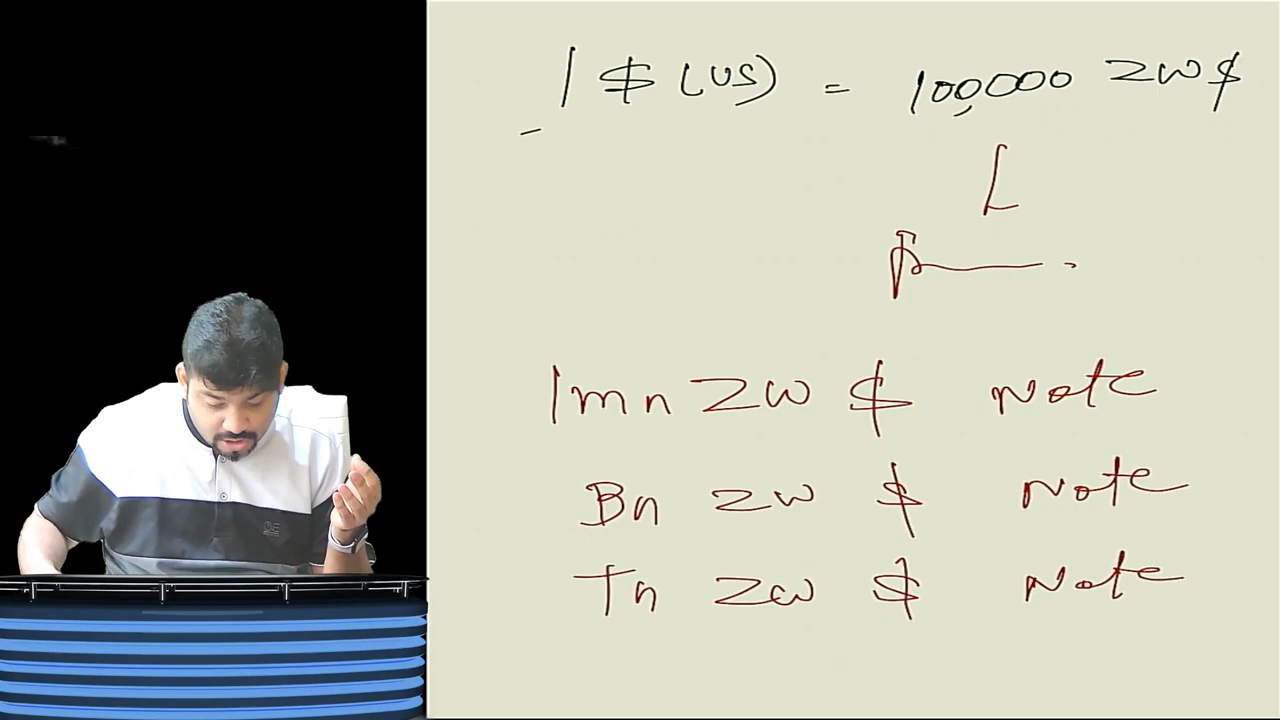 1 $ (US) = 100,000 ZW$
L
1mn ZW $ Note
Bn ZW $ Note
Tn ZW $ Note